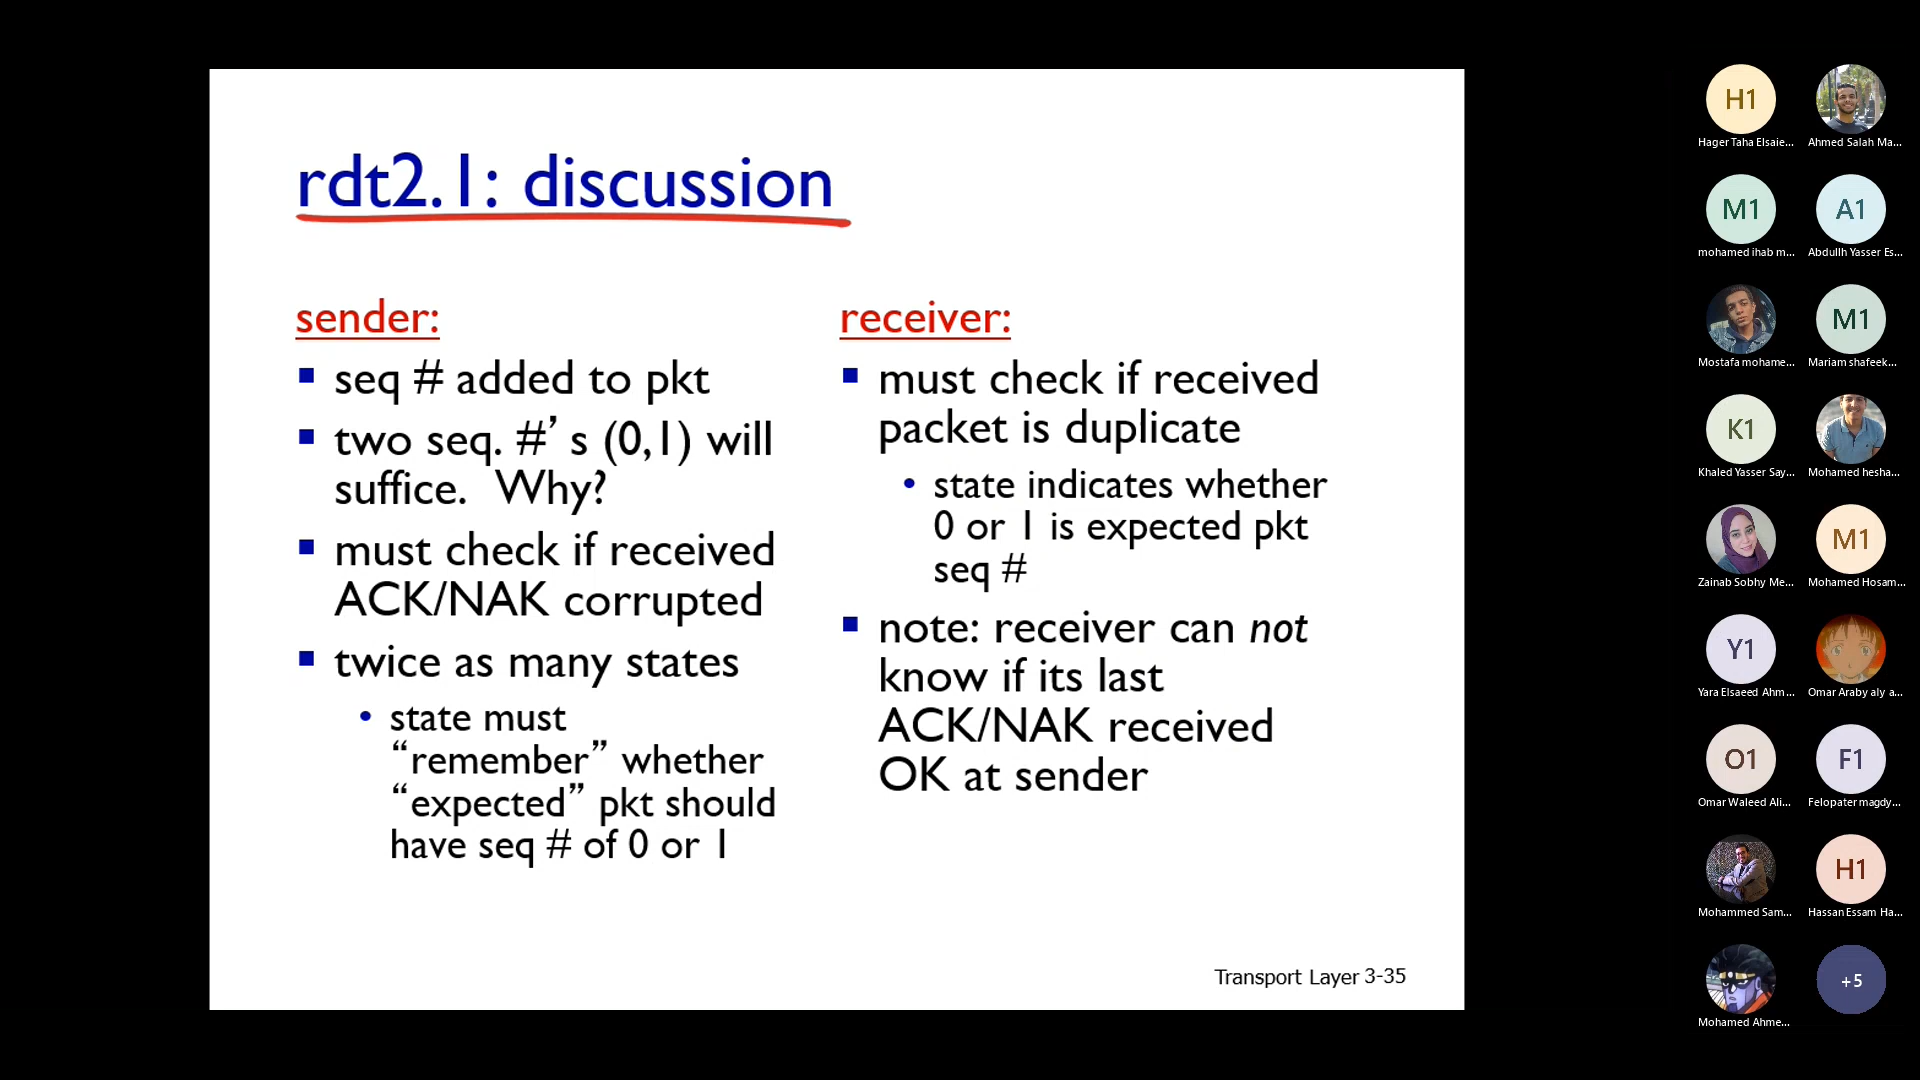 rdt2.1: discussion
sender:
seq # added to pkt
two seq. #’s (0,1) will
suffice. Why?
must check if received
ACK/NAK corrupted
twice as many states
state must
“remember” whether
“expected” pkt should
have seq # of 0 or 1
receiver:
must check if received
packet is duplicate
state indicates whether
0 or 1 is expected pkt
seq #
note: receiver can not
know if its last
ACK/NAK received
OK at sender
Transport Layer 3-35
H1
Hager Taha Elsaie...
Ahmed Salah Ma...
M1
mohamed ihab m...
A1
Abdullh Yasser Es...
Mostafa mohame...
M1
Mariam shafeek...
K1
Khaled Yasser Say...
Mohamed hesha...
Zainab Sobhy Me...
M1
Mohamed Hosam...
Y1
Yara Elsaeed Ahm...
Omar Araby aly a...
O1
Omar Waleed Ali...
F1
Felopater magdy...
Mohammed Sam...
H1
Hassan Essam Ha...
Mohamed Ahme...
+5